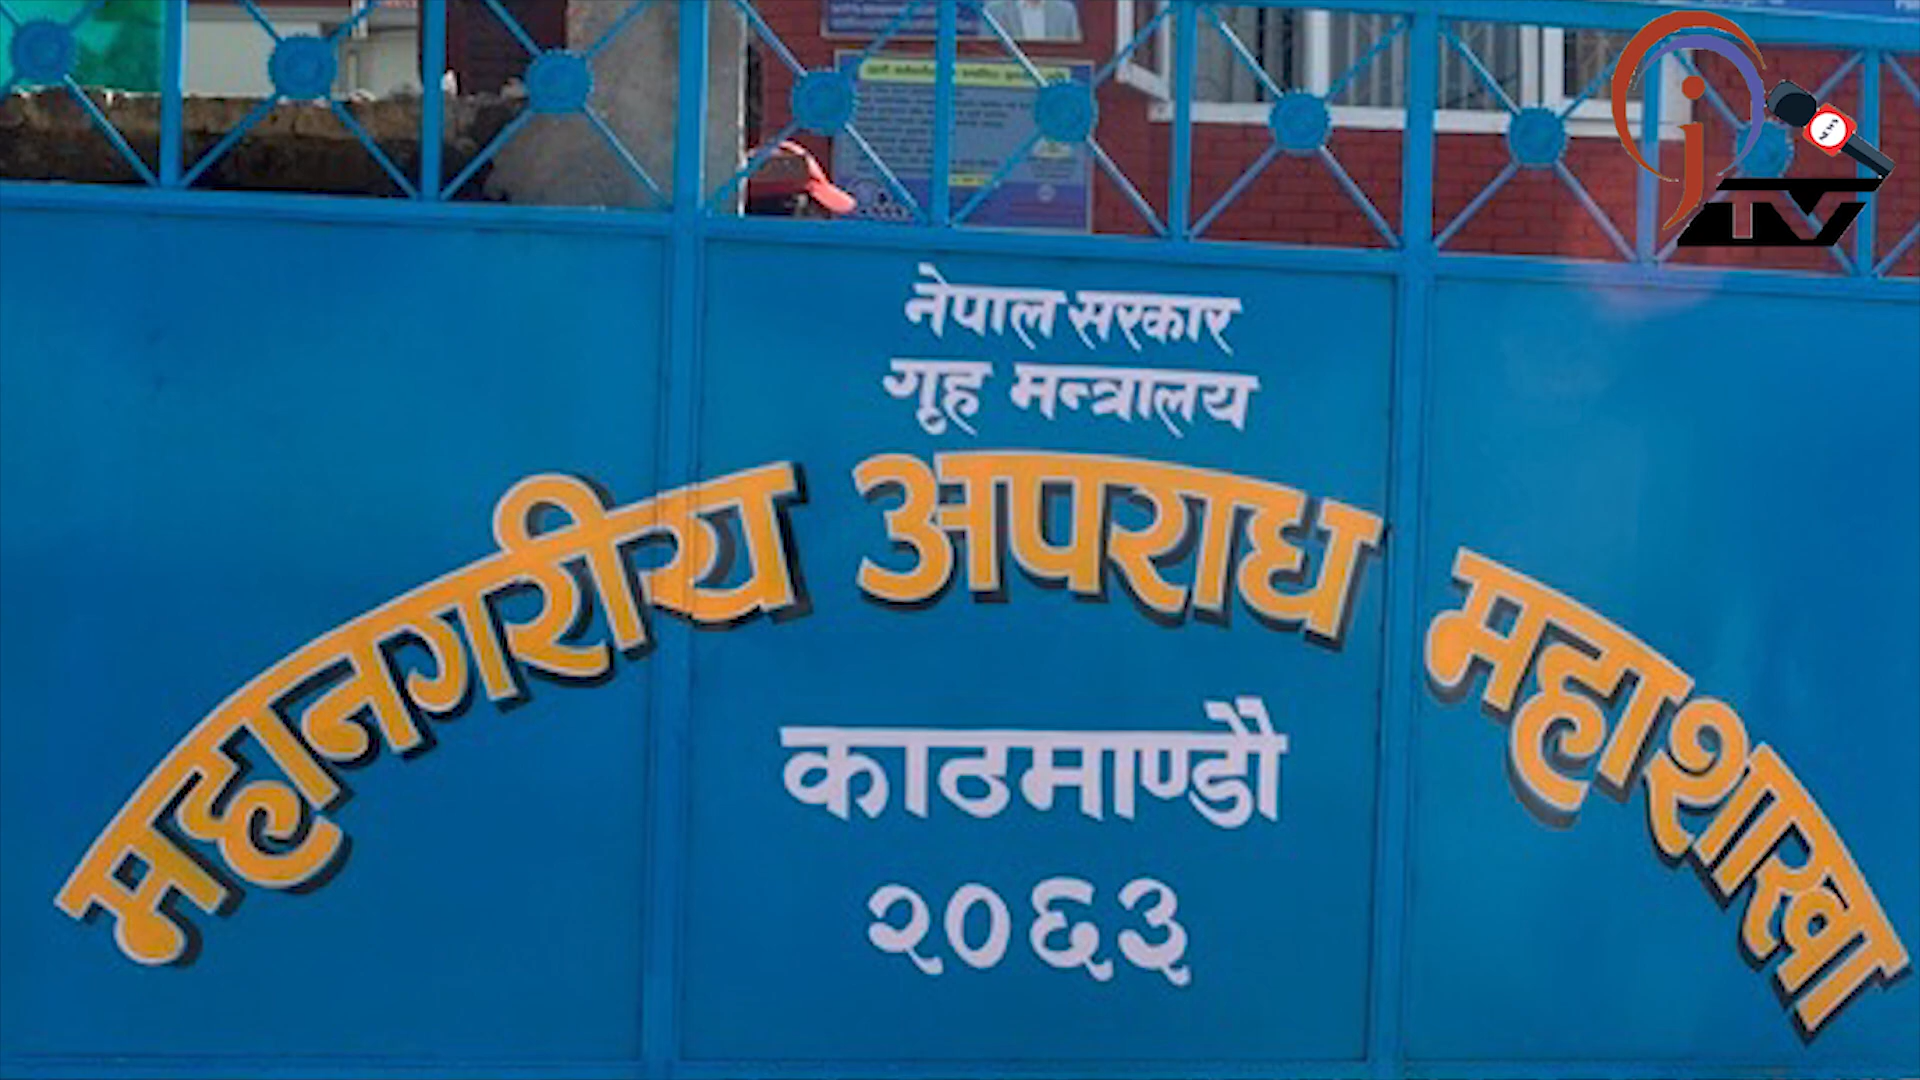 नेपाल सरकार
गृह मन्त्रालय
महानगरीय अपराध महाशाखा
काठमाण्डौ
२०६३
TV